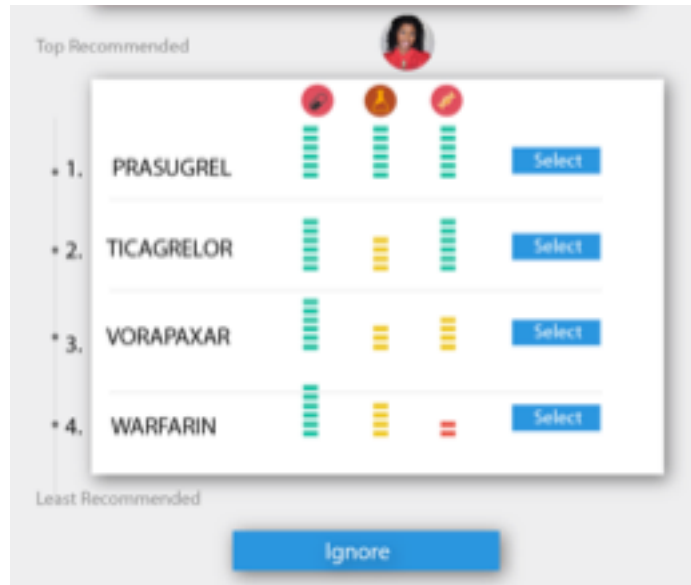 Top Recommended
1. PRASUGREL Select
2. TICAGRELOR Select
3. VORAPAXAR Select
4. WARFARIN Select
Least Recommended
Ignore